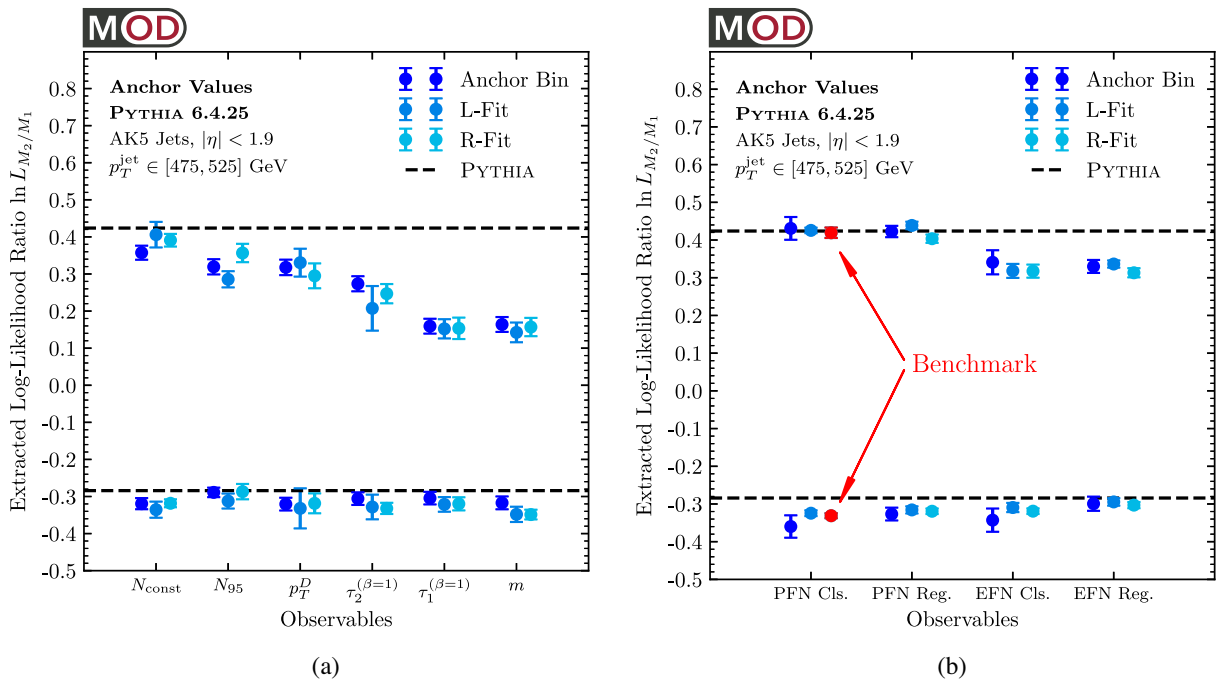 MOD
Anchor Values
PYTHIA 6.4.25
AK5 Jets, |η| < 1.9
p_T^jet ∈ [475, 525] GeV
Anchor Bin
L-Fit
R-Fit
PYTHIA
Extracted Log-Likelihood Ratio ln L_{M_2/M_1}
0.8
0.7
0.6
0.5
0.4
0.3
0.2
0.1
0.0
-0.1
-0.2
-0.3
-0.4
-0.5
N_const
N_95
p_T^D
τ_2^(β=1)
τ_1^(β=1)
m
Observables
(a)
MOD
Anchor Values
PYTHIA 6.4.25
AK5 Jets, |η| < 1.9
p_T^jet ∈ [475, 525] GeV
Anchor Bin
L-Fit
R-Fit
PYTHIA
Benchmark
Extracted Log-Likelihood Ratio ln L_{M_2/M_1}
0.8
0.7
0.6
0.5
0.4
0.3
0.2
0.1
0.0
-0.1
-0.2
-0.3
-0.4
-0.5
PFN Cls.
PFN Reg.
EFN Cls.
EFN Reg.
Observables
(b)